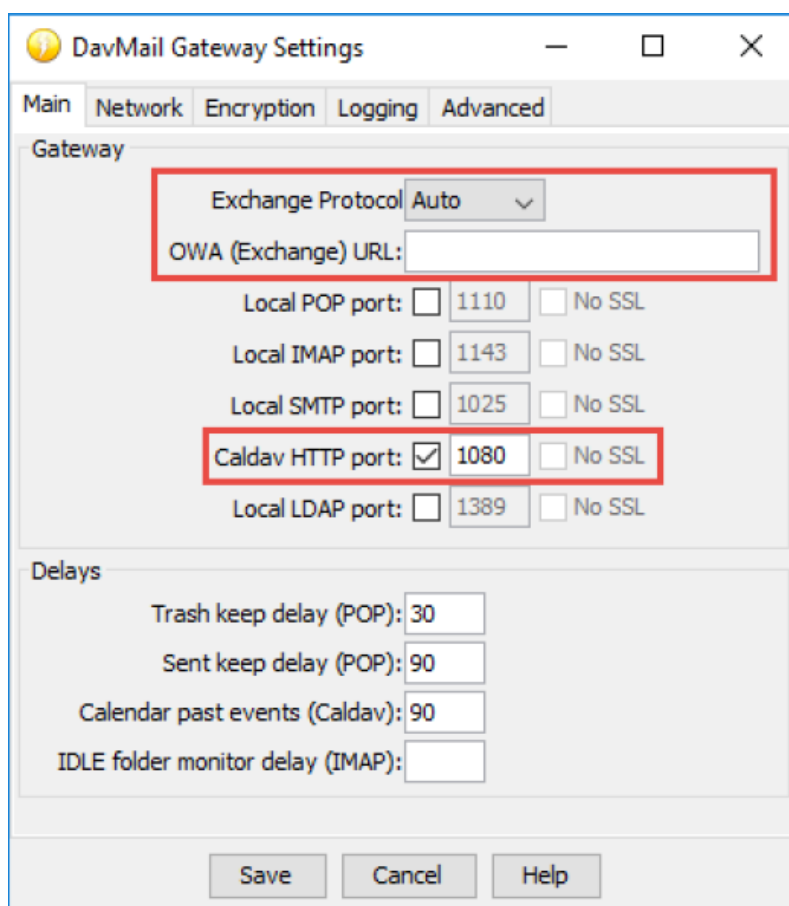 DavMail Gateway Settings
Main Network Encryption Logging Advanced
Gateway
Exchange Protocol Auto
OWA (Exchange) URL:
Local POP port: 1110 No SSL
Local IMAP port: 1143 No SSL
Local SMTP port: 1025 No SSL
Caldav HTTP port: 1080 No SSL
Local LDAP port: 1389 No SSL
Delays
Trash keep delay (POP): 30
Sent keep delay (POP): 90
Calendar past events (Caldav): 90
IDLE folder monitor delay (IMAP):
Save Cancel Help